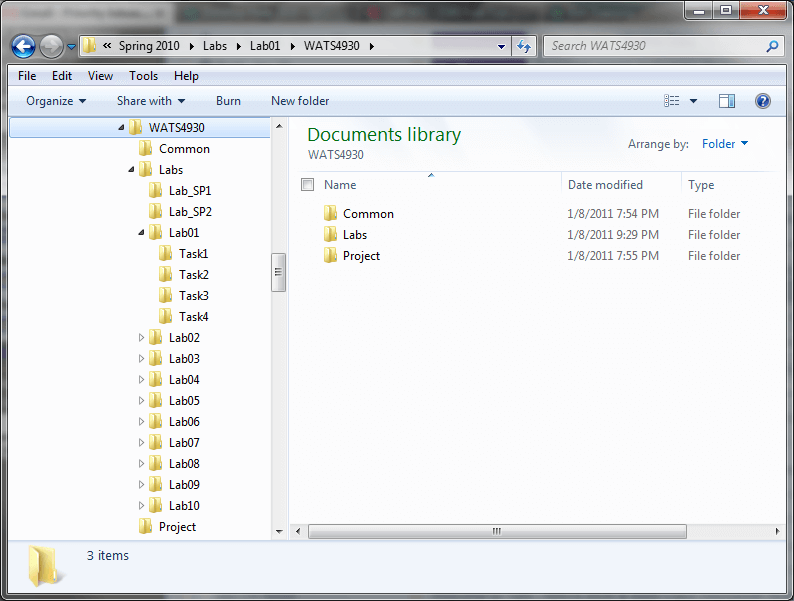 « Spring 2010 Labs Lab01 WATS4930 Search WATS4930
File Edit View Tools Help
Organize Share with Burn New folder
WATS4930
Common
Labs
Lab_SP1
Lab_SP2
Lab01
Task1
Task2
Task3
Task4
Lab02
Lab03
Lab04
Lab05
Lab06
Lab07
Lab08
Lab09
Lab10
Project
Documents library
WATS4930
Arrange by: Folder
Name Date modified Type
Common 1/8/2011 7:54 PM File folder
Labs 1/8/2011 9:29 PM File folder
Project 1/8/2011 7:55 PM File folder
3 items